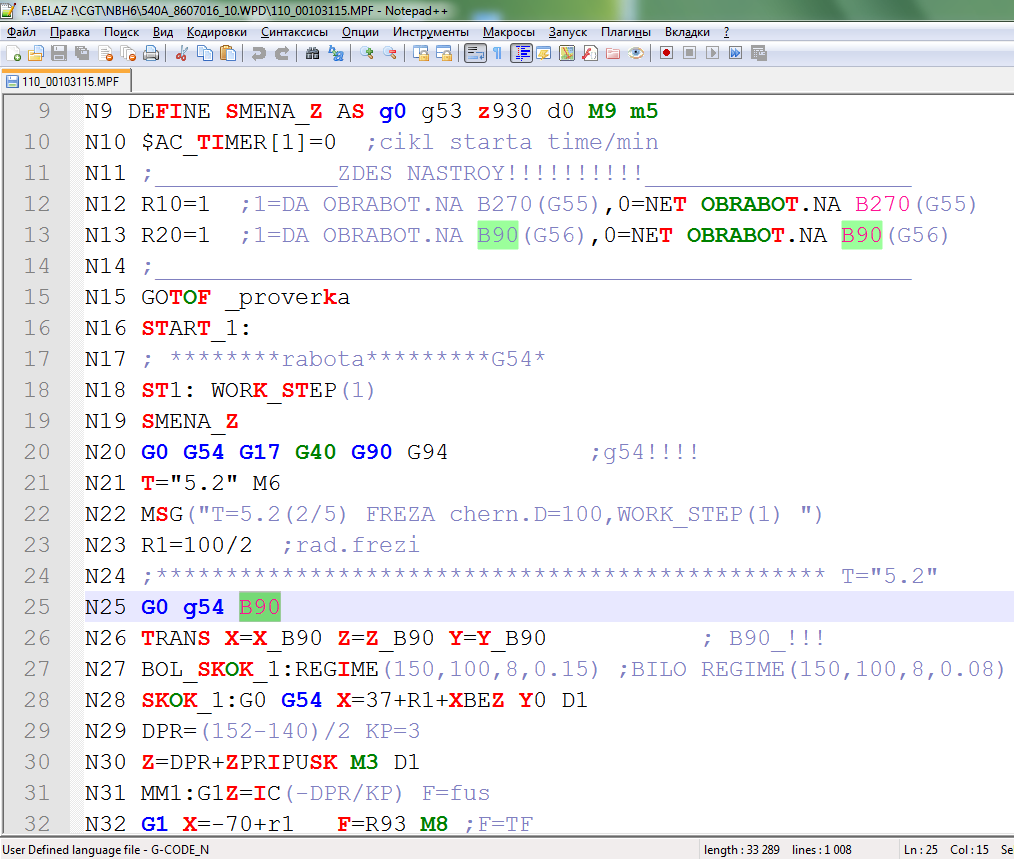 F:\BELAZ !\CGT\NBH6\540A_8607016_10.WPD\110_00103115.MPF - Notepad++
Файл Правка Поиск Вид Кодировки Синтаксисы Опции Инструменты Макросы Запуск Плагины Вкладки ?
110_00103115.MPF
9 N9 DEFINE SMENA_Z AS g0 g53 z930 d0 M9 m5
10 N10 $AC_TIMER[1]=0 ;cikl starta time/min
11 N11 ;_____________ZDES NASTROY!!!!!!!!!!___________________
12 N12 R10=1 ;1=DA OBRABOT.NA B270(G55),0=NET OBRABOT.NA B270(G55)
13 N13 R20=1 ;1=DA OBRABOT.NA B90(G56),0=NET OBRABOT.NA B90(G56)
14 N14 ;______________________________________________________
15 N15 GOTOF _proverka
16 N16 START_1:
17 N17 ; ********rabota*********G54*
18 N18 ST1: WORK_STEP(1)
19 N19 SMENA_Z
20 N20 G0 G54 G17 G40 G90 G94 ;g54!!!!
21 N21 T="5.2" M6
22 N22 MSG("T=5.2(2/5) FREZA chern.D=100,WORK_STEP(1) ")
23 N23 R1=100/2 ;rad.frezi
24 N24 ;************************************************ T="5.2"
25 N25 G0 g54 B90
26 N26 TRANS X=X_B90 Z=Z_B90 Y=Y_B90 ; B90_!!!
27 N27 BOL_SKOK_1:REGIME(150,100,8,0.15) ;BILO REGIME(150,100,8,0.08)
28 N28 SKOK_1:G0 G54 X=37+R1+XBEZ Y0 D1
29 N29 DPR=(152-140)/2 KP=3
30 N30 Z=DPR+ZPRIPUSK M3 D1
31 N31 MM1:G1Z=IC(-DPR/KP) F=fus
32 N32 G1 X=-70+r1 F=R93 M8 ;F=TF
User Defined language file - G-CODE_N length : 33 289 lines : 1 008 Ln : 25 Col : 15 Se